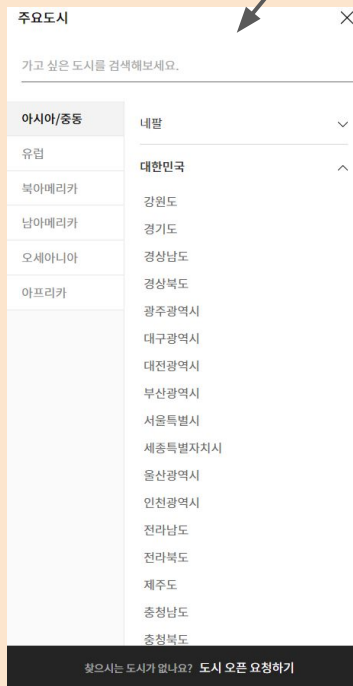 주요도시
가고 싶은 도시를 검색해보세요.
아시아/중동
유럽
북아메리카
남아메리카
오세아니아
아프리카
네팔
대한민국
강원도
경기도
경상남도
경상북도
광주광역시
대구광역시
대전광역시
부산광역시
서울특별시
세종특별자치시
울산광역시
인천광역시
전라남도
전라북도
제주도
충청남도
충청북도
찾으시는 도시가 없나요? 도시 오픈 요청하기